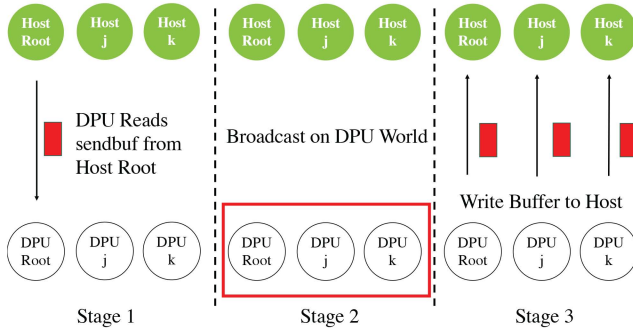 Host Root
Host j
Host k
DPU Reads
sendbuf from
Host Root
DPU Root
DPU j
DPU k
Stage 1
Host Root
Host j
Host k
Broadcast on DPU World
DPU Root
DPU j
DPU k
Stage 2
Host Root
Host j
Host k
Write Buffer to Host
DPU Root
DPU j
DPU k
Stage 3